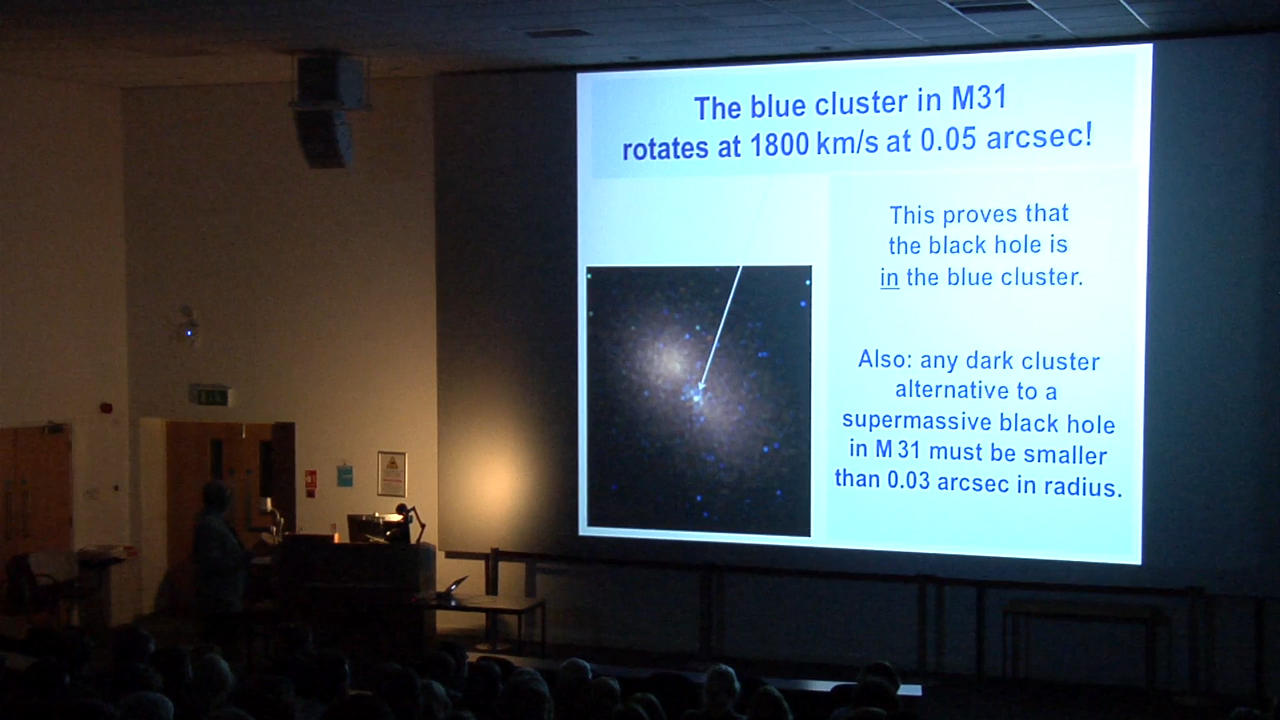 The blue cluster in M31
rotates at 1800 km/s at 0.05 arcsec!
This proves that
the black hole is
in the blue cluster.
Also: any dark cluster
alternative to a
supermassive black hole
in M31 must be smaller
than 0.03 arcsec in radius.